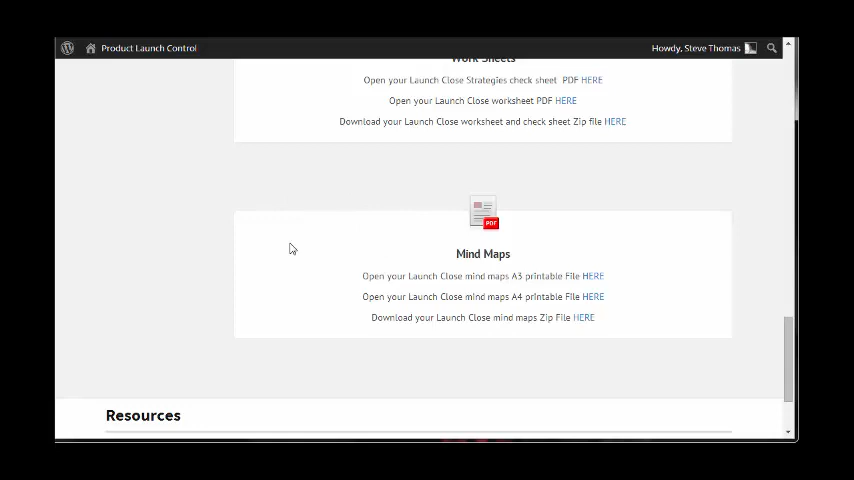 Product Launch Control
Howdy, Steve Thomas
Work Sheets
Open your Launch Close Strategies check sheet PDF HERE
Open your Launch Close worksheet PDF HERE
Download your Launch Close worksheet and check sheet Zip file HERE
PDF
Mind Maps
Open your Launch Close mind maps A3 printable File HERE
Open your Launch Close mind maps A4 printable File HERE
Download your Launch Close mind maps Zip File HERE
Resources